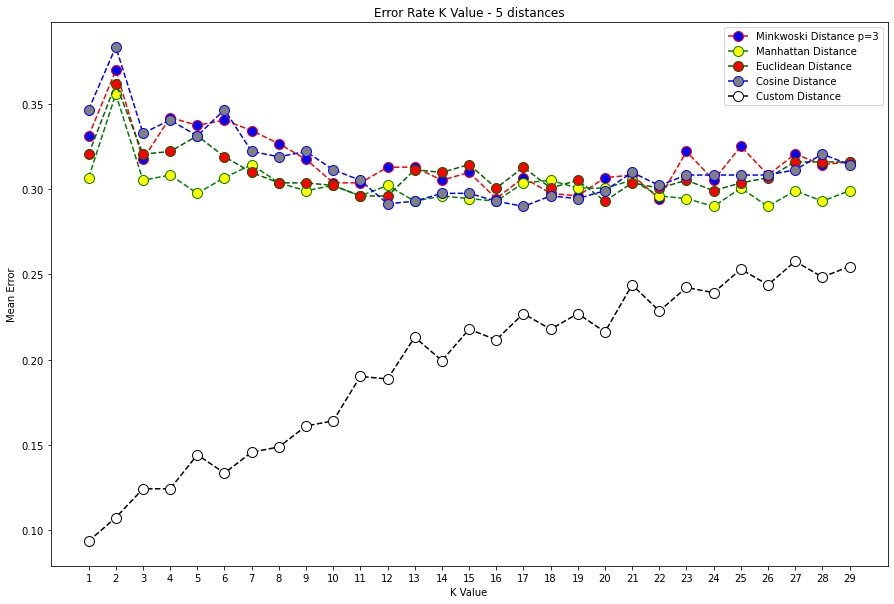 Error Rate K Value - 5 distances
Minkwoski Distance p=3
Manhattan Distance
Euclidean Distance
Cosine Distance
Custom Distance
Mean Error
0.35
0.30
0.25
0.20
0.15
0.10
1 2 3 4 5 6 7 8 9 10 11 12 13 14 15 16 17 18 19 20 21 22 23 24 25 26 27 28 29
K Value